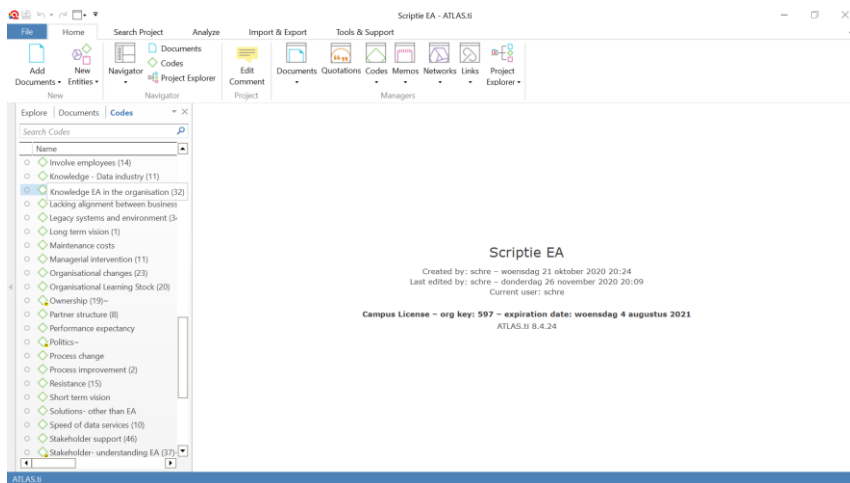 Scriptie EA - ATLAS.ti
File Home Search Project Analyze Import & Export Tools & Support
Add Documents
New Entities
Navigator
Documents
Codes
Project Explorer
Edit Comment
Documents Quotations Codes Memos Networks Links
Project Explorer
New Navigator Project Managers
Explore Documents Codes
Search Codes
Name
Involve employees (14)
Knowledge - Data industry (11)
Knowledge EA in the organisation (32)
Lacking alignment between business
Legacy systems and environment (3
Long term vision (1)
Maintenance costs
Managerial intervention (11)
Organisational changes (23)
Organisational Learning Stock (20)
Ownership (19)~
Partner structure (8)
Performance expectancy
Politics~
Process change
Process improvement (2)
Resistance (15)
Short term vision
Solutions- other than EA
Speed of data services (10)
Stakeholder support (46)
Stakeholder- understanding EA (37)~
Scriptie EA
Created by: schre – woensdag 21 oktober 2020 20:24
Last edited by: schre – donderdag 26 november 2020 20:09
Current user: schre
Campus License – org key: 597 – expiration date: woensdag 4 augustus 2021
ATLAS.ti 8.4.24
ATLAS.ti